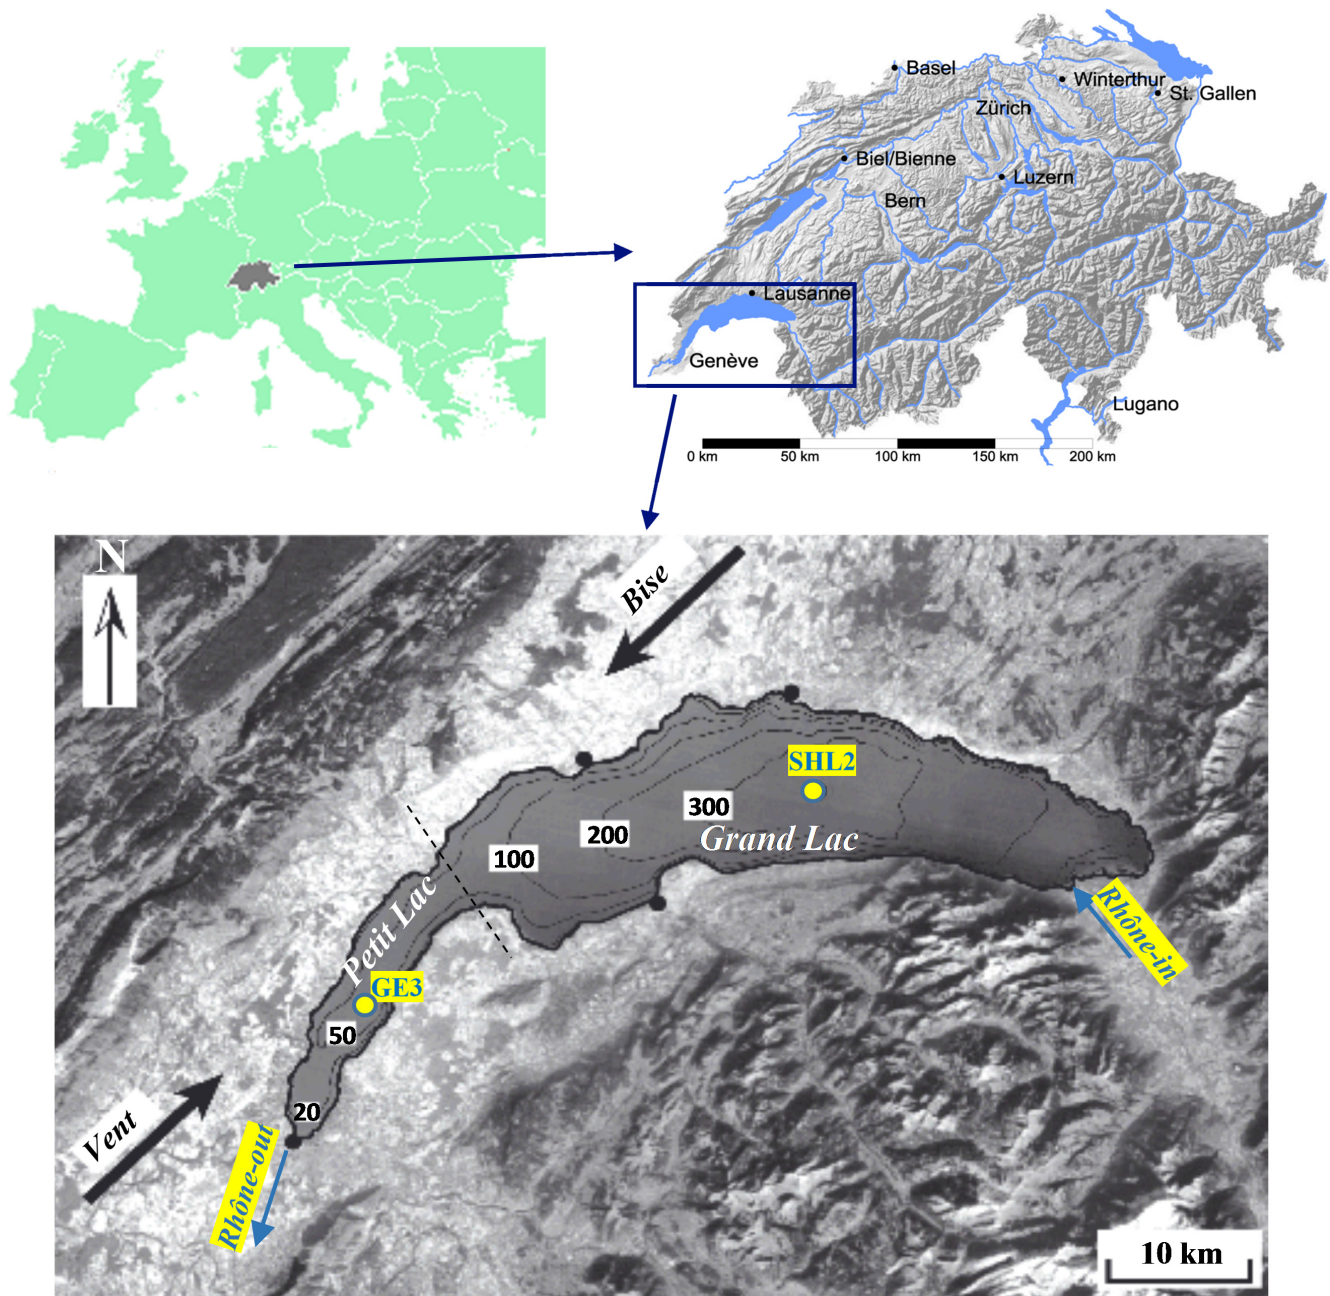 Basel
Winterthur
St. Gallen
Zürich
Biel/Bienne
Luzern
Bern
Lausanne
Genève
Lugano
0 km 50 km 100 km 150 km 200 km
N
Bise
SHL2
300
200
Grand Lac
100
Petit Lac
Rhône-in
GE3
50
20
Vent
Rhône-out
10 km